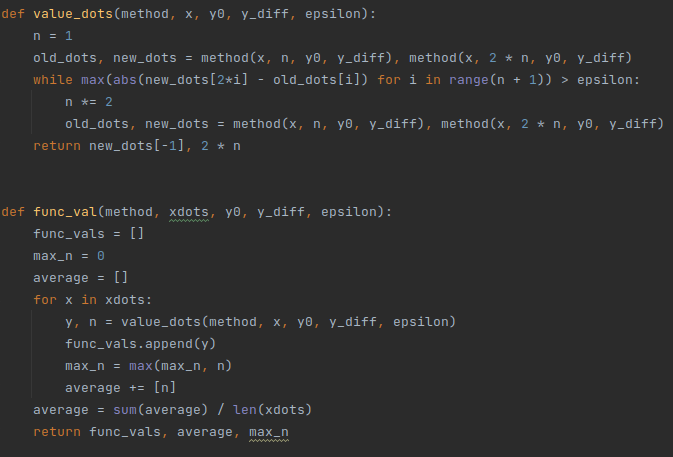 def value_dots(method, x, y0, y_diff, epsilon):
    n = 1
    old_dots, new_dots = method(x, n, y0, y_diff), method(x, 2 * n, y0, y_diff)
    while max(abs(new_dots[2*i] - old_dots[i]) for i in range(n + 1)) > epsilon:
        n *= 2
        old_dots, new_dots = method(x, n, y0, y_diff), method(x, 2 * n, y0, y_diff)
    return new_dots[-1], 2 * n
def func_val(method, xdots, y0, y_diff, epsilon):
    func_vals = []
    max_n = 0
    average = []
    for x in xdots:
        y, n = value_dots(method, x, y0, y_diff, epsilon)
        func_vals.append(y)
        max_n = max(max_n, n)
        average += [n]
    average = sum(average) / len(xdots)
    return func_vals, average, max_n